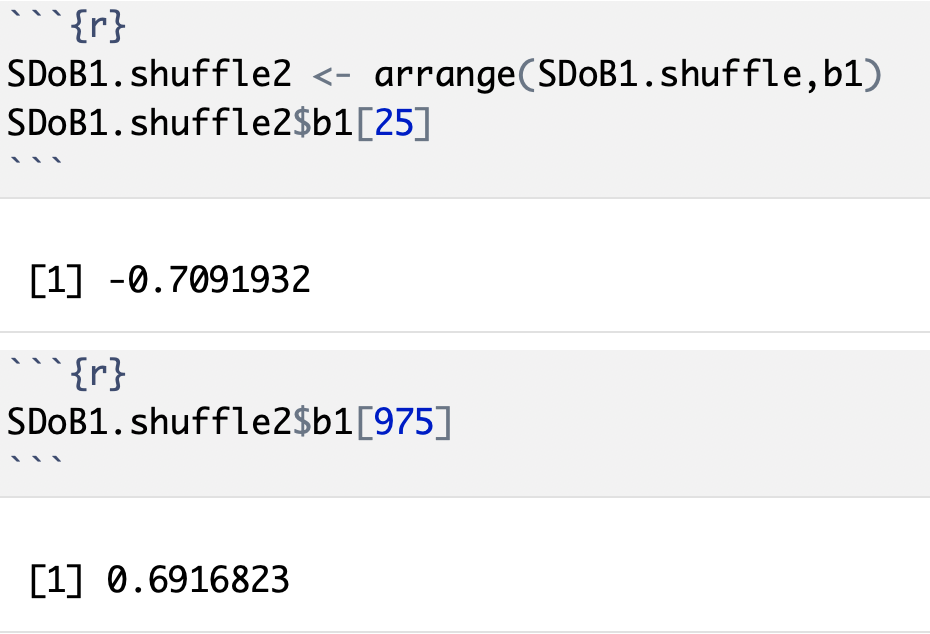 ```{r}
SDoB1.shuffle2 <- arrange(SDoB1.shuffle,b1)
SDoB1.shuffle2$b1[25]
```
[1] -0.7091932
```{r}
SDoB1.shuffle2$b1[975]
```
[1] 0.6916823